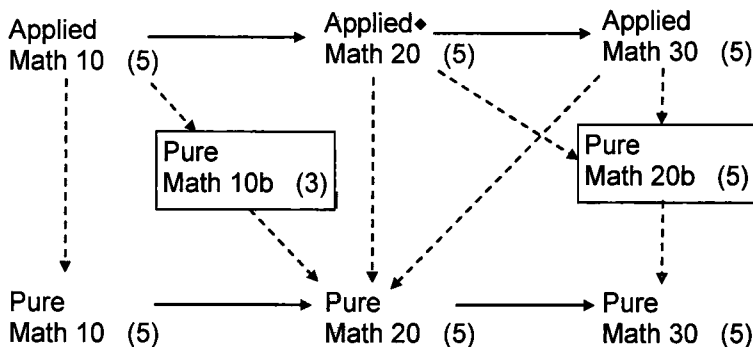 Applied
Math 10 (5)
Applied◆
Math 20 (5)
Applied
Math 30 (5)
Pure
Math 10b (3)
Pure
Math 20b (5)
Pure
Math 10 (5)
Pure
Math 20 (5)
Pure
Math 30 (5)